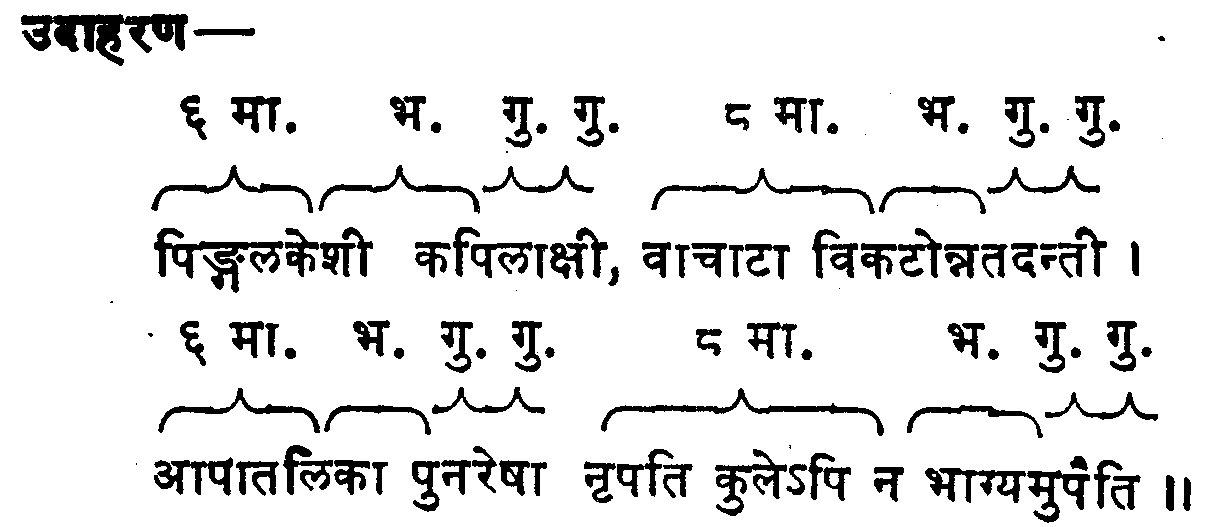 उदाहरण—
६ मा. भ. गु. गु. ८ मा. भ. गु. गु.
पिङ्गलकेशी कपिलाक्षी, वाचाटा विकटोन्नतदन्ती ।
६ मा. भ. गु. गु. ८ मा. भ. गु. गु.
आपातलिका पुनरेषा नृपति कुलेऽपि न भाग्यमुपैति ॥